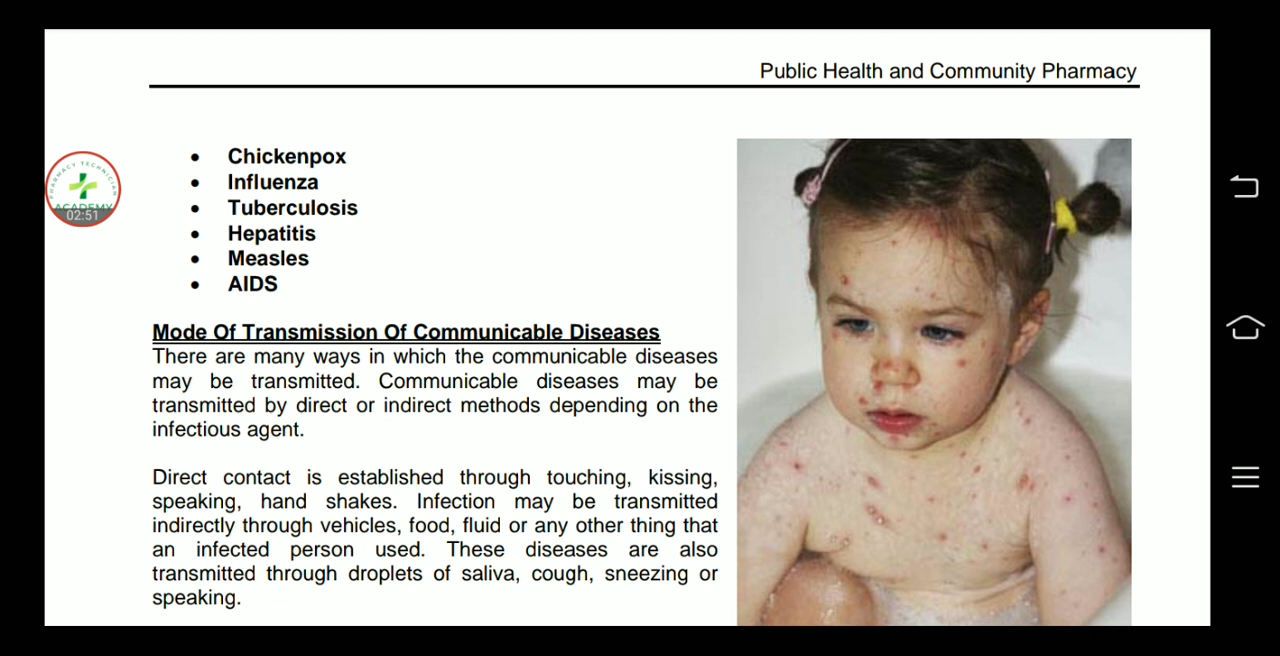 Public Health and Community Pharmacy
PHARMACY TECHNICIAN
ACADEMY
02:51
• Chickenpox
• Influenza
• Tuberculosis
• Hepatitis
• Measles
• AIDS
Mode Of Transmission Of Communicable Diseases
There are many ways in which the communicable diseases
may be transmitted. Communicable diseases may be
transmitted by direct or indirect methods depending on the
infectious agent.
Direct contact is established through touching, kissing,
speaking, hand shakes. Infection may be transmitted
indirectly through vehicles, food, fluid or any other thing that
an infected person used. These diseases are also
transmitted through droplets of saliva, cough, sneezing or
speaking.